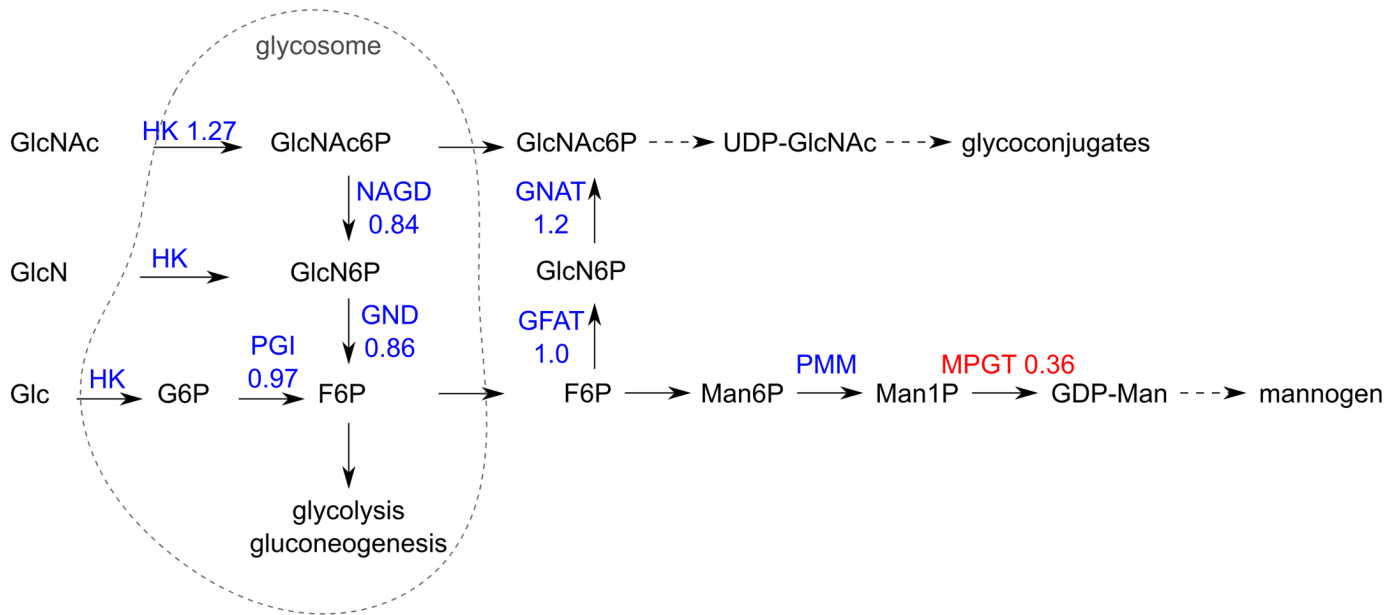 glycosome
GlcNAc HK 1.27 GlcNAc6P GlcNAc6P UDP-GlcNAc glycoconjugates
NAGD GNAT
0.84 1.2
GlcN HK GlcN6P GlcN6P
GND GFAT
0.86 1.0
PGI
0.97
Glc HK G6P F6P F6P Man6P PMM Man1P MPGT 0.36 GDP-Man mannogen
glycolysis
gluconeogenesis